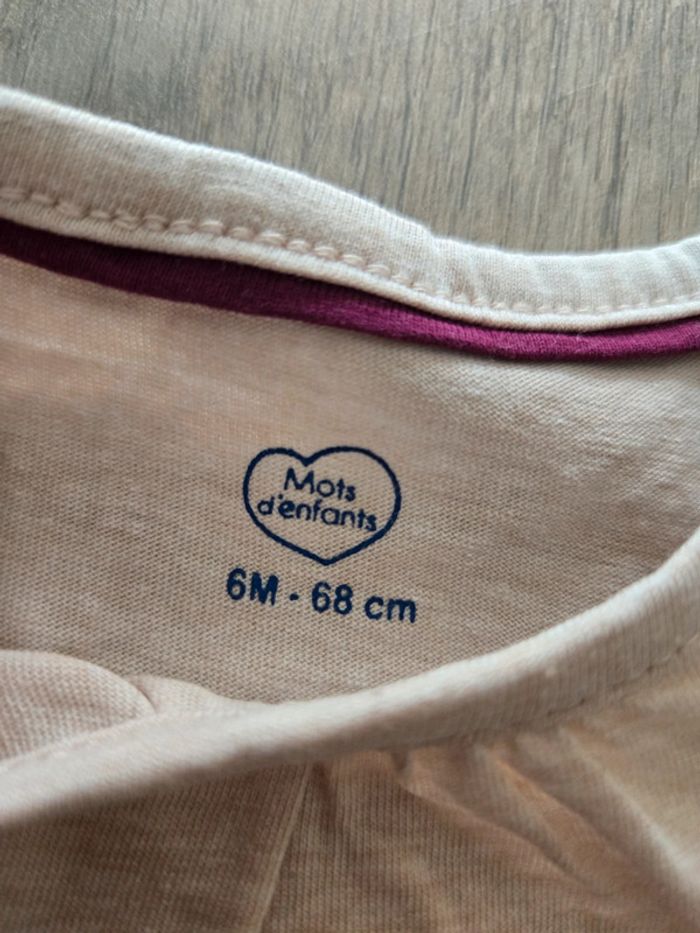 Mots
d'enfants
6M - 68 cm